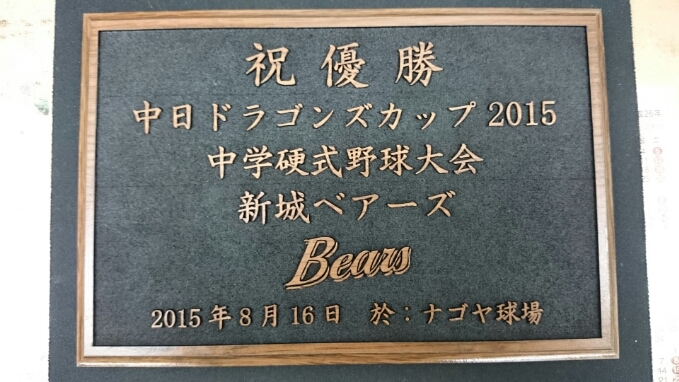 祝優勝
中日ドラゴンズカップ2015
中学硬式野球大会
新城ベアーズ
Bears
2015年8月16日 於：ナゴヤ球場